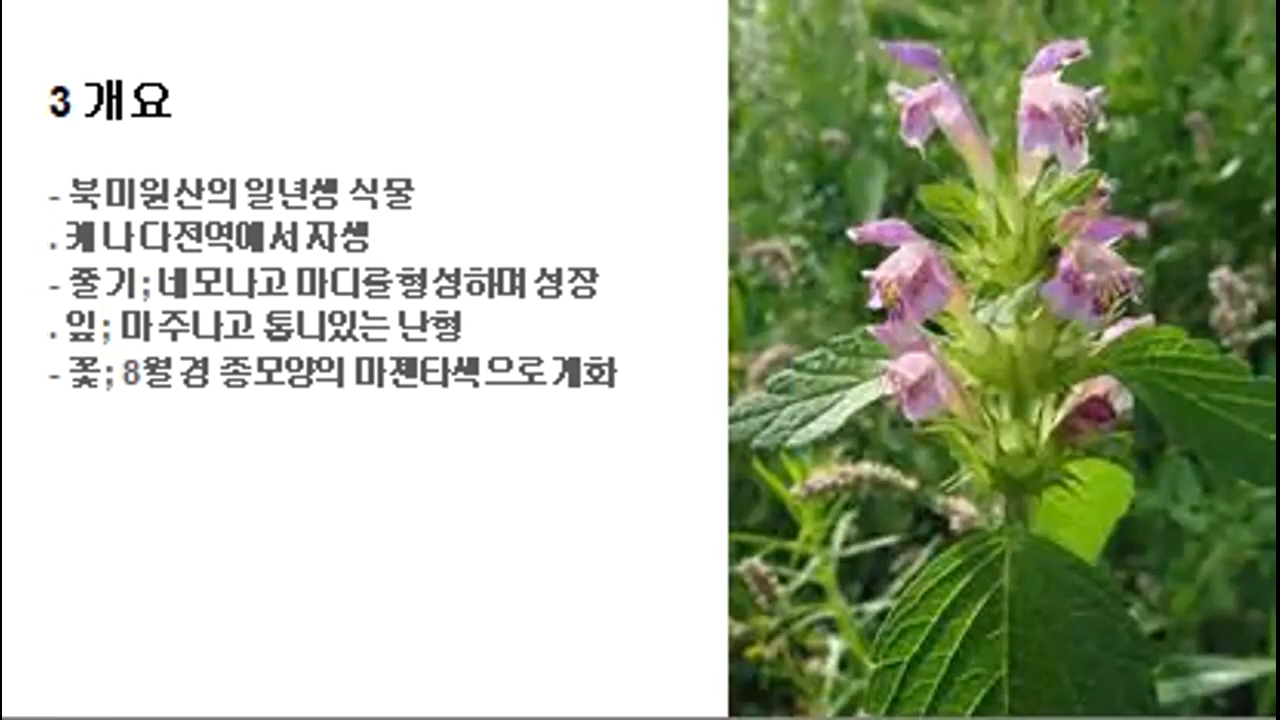 3 개요
- 북미원산의 일년생 식물
. 캐나다전역에서 자생
- 줄기; 네모나고 마디를 형성하며 성장
. 잎; 마주나고 톱니있는 난형
- 꽃; 8월경 종모양의 마젠타색으로 개화